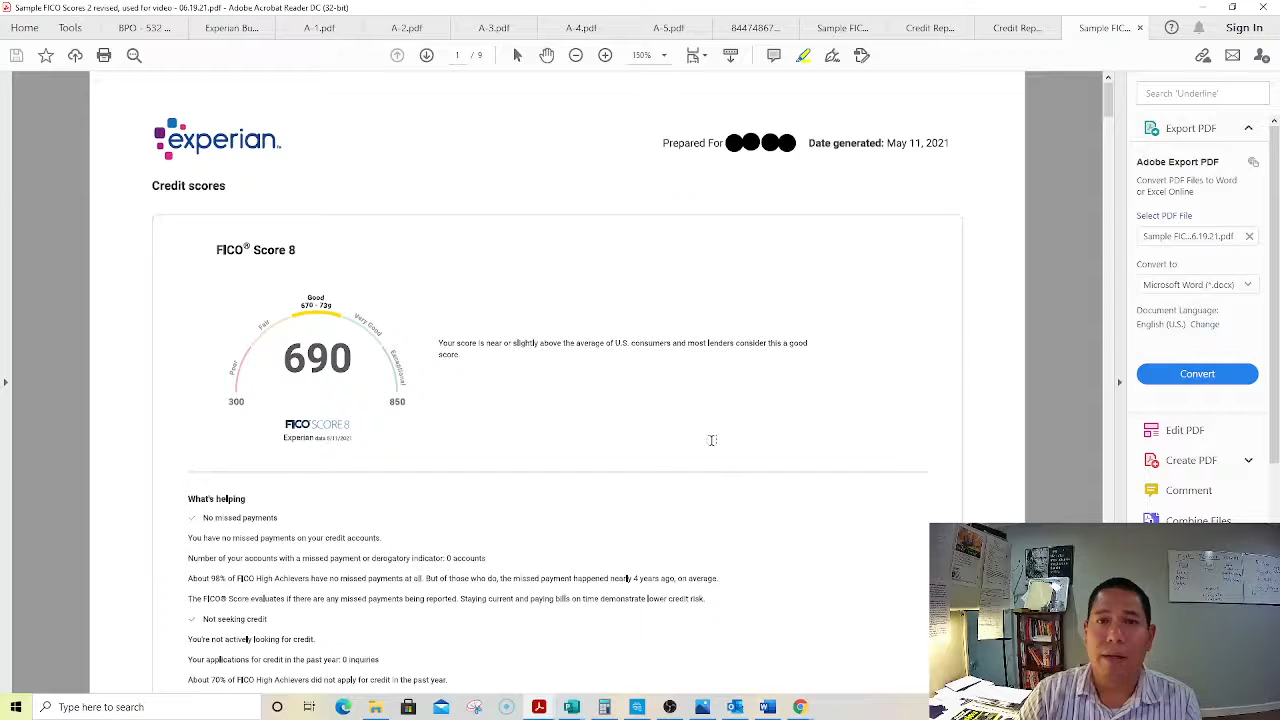 Sample FICO Scores 2 revised, used for video - 06.19.21.pdf - Adobe Acrobat Reader DC (32-bit)
Home Tools BPO - 532 ... Experian Bu... A-1.pdf A-2.pdf A-3.pdf A-4.pdf A-5.pdf 84474867... Sample FIC... Credit Rep... Credit Rep... Sample FIC... × Sign In
1 / 9 150%
Search 'Underline'
experian™
Prepared For Date generated: May 11, 2021
Credit scores
FICO® Score 8
Good
670 - 739
Poor
Fair
Very Good
Exceptional
690
300 850
FICO SCORE 8
Experian data 5/11/2021
Your score is near or slightly above the average of U.S. consumers and most lenders consider this a good
score.
What's helping
No missed payments
You have no missed payments on your credit accounts.
Number of your accounts with a missed payment or derogatory indicator: 0 accounts
About 98% of FICO High Achievers have no missed payments at all. But of those who do, the missed payment happened nearly 4 years ago, on average.
The FICO® Score evaluates if there are any missed payments being reported. Staying current and paying bills on time demonstrate lower credit risk.
Not seeking credit
You're not actively looking for credit.
Your applications for credit in the past year: 0 inquiries
About 70% of FICO High Achievers did not apply for credit in the past year.
Export PDF
Adobe Export PDF
Convert PDF Files to Word
or Excel Online
Select PDF File
Sample FIC...6.19.21.pdf
Convert to:
Microsoft Word (*.docx)
Document Language:
English (U.S.) Change
Convert
Edit PDF
Create PDF
Comment
Combine Files
Type here to search